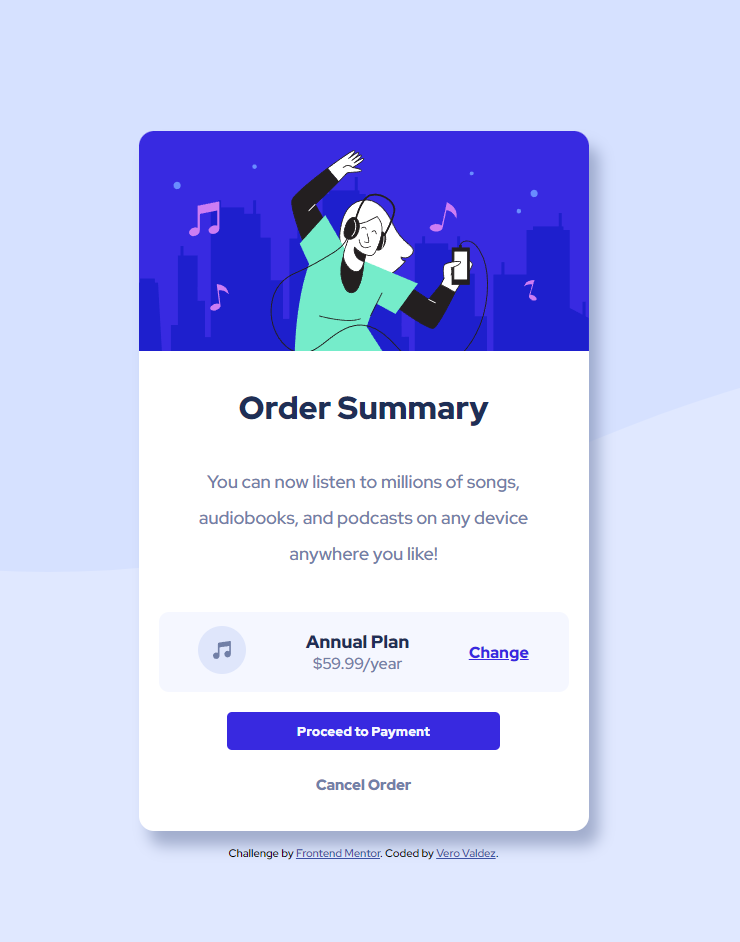 Order Summary
You can now listen to millions of songs,
audiobooks, and podcasts on any device
anywhere you like!
Annual Plan
$59.99/year
Change
Proceed to Payment
Cancel Order
Challenge by Frontend Mentor. Coded by Vero Valdez.